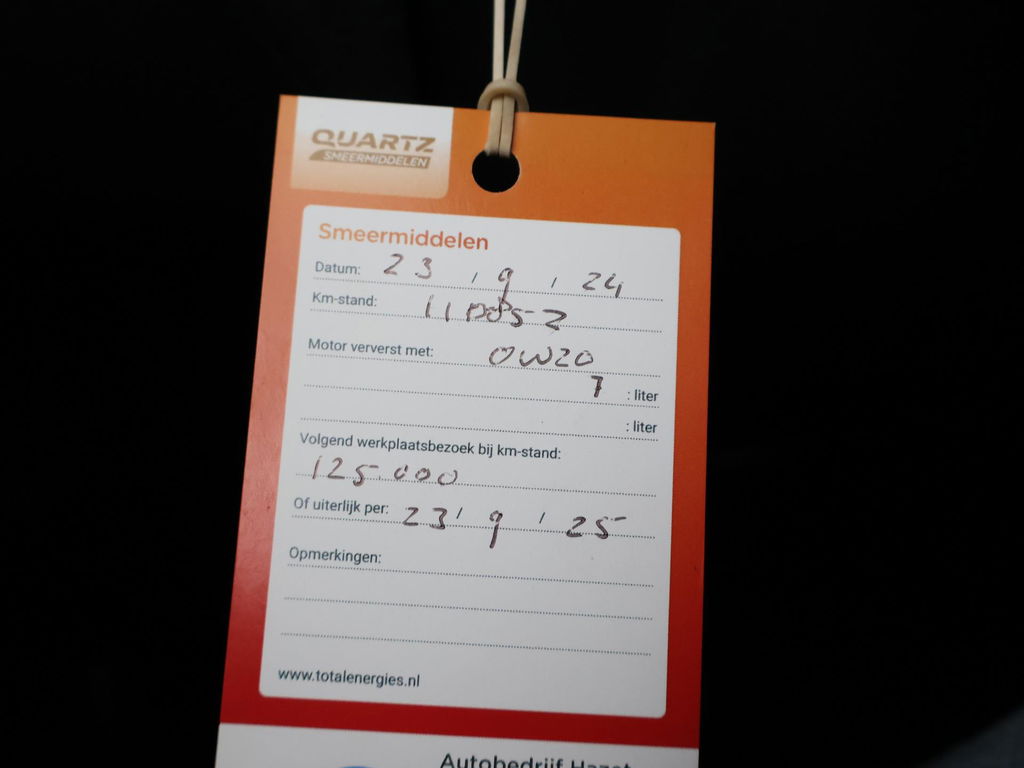 QUARTZ
SMEERMIDDELEN
Smeermiddelen
Datum: 23 / 9 / 24
Km-stand:
Motor ververst met: 0W20
7 : liter
: liter
Volgend werkplaatsbezoek bij km-stand:
125.000
Of uiterlijk per: 23 / 9 / 25
Opmerkingen:
www.totalenergies.nl
Autobedrijf